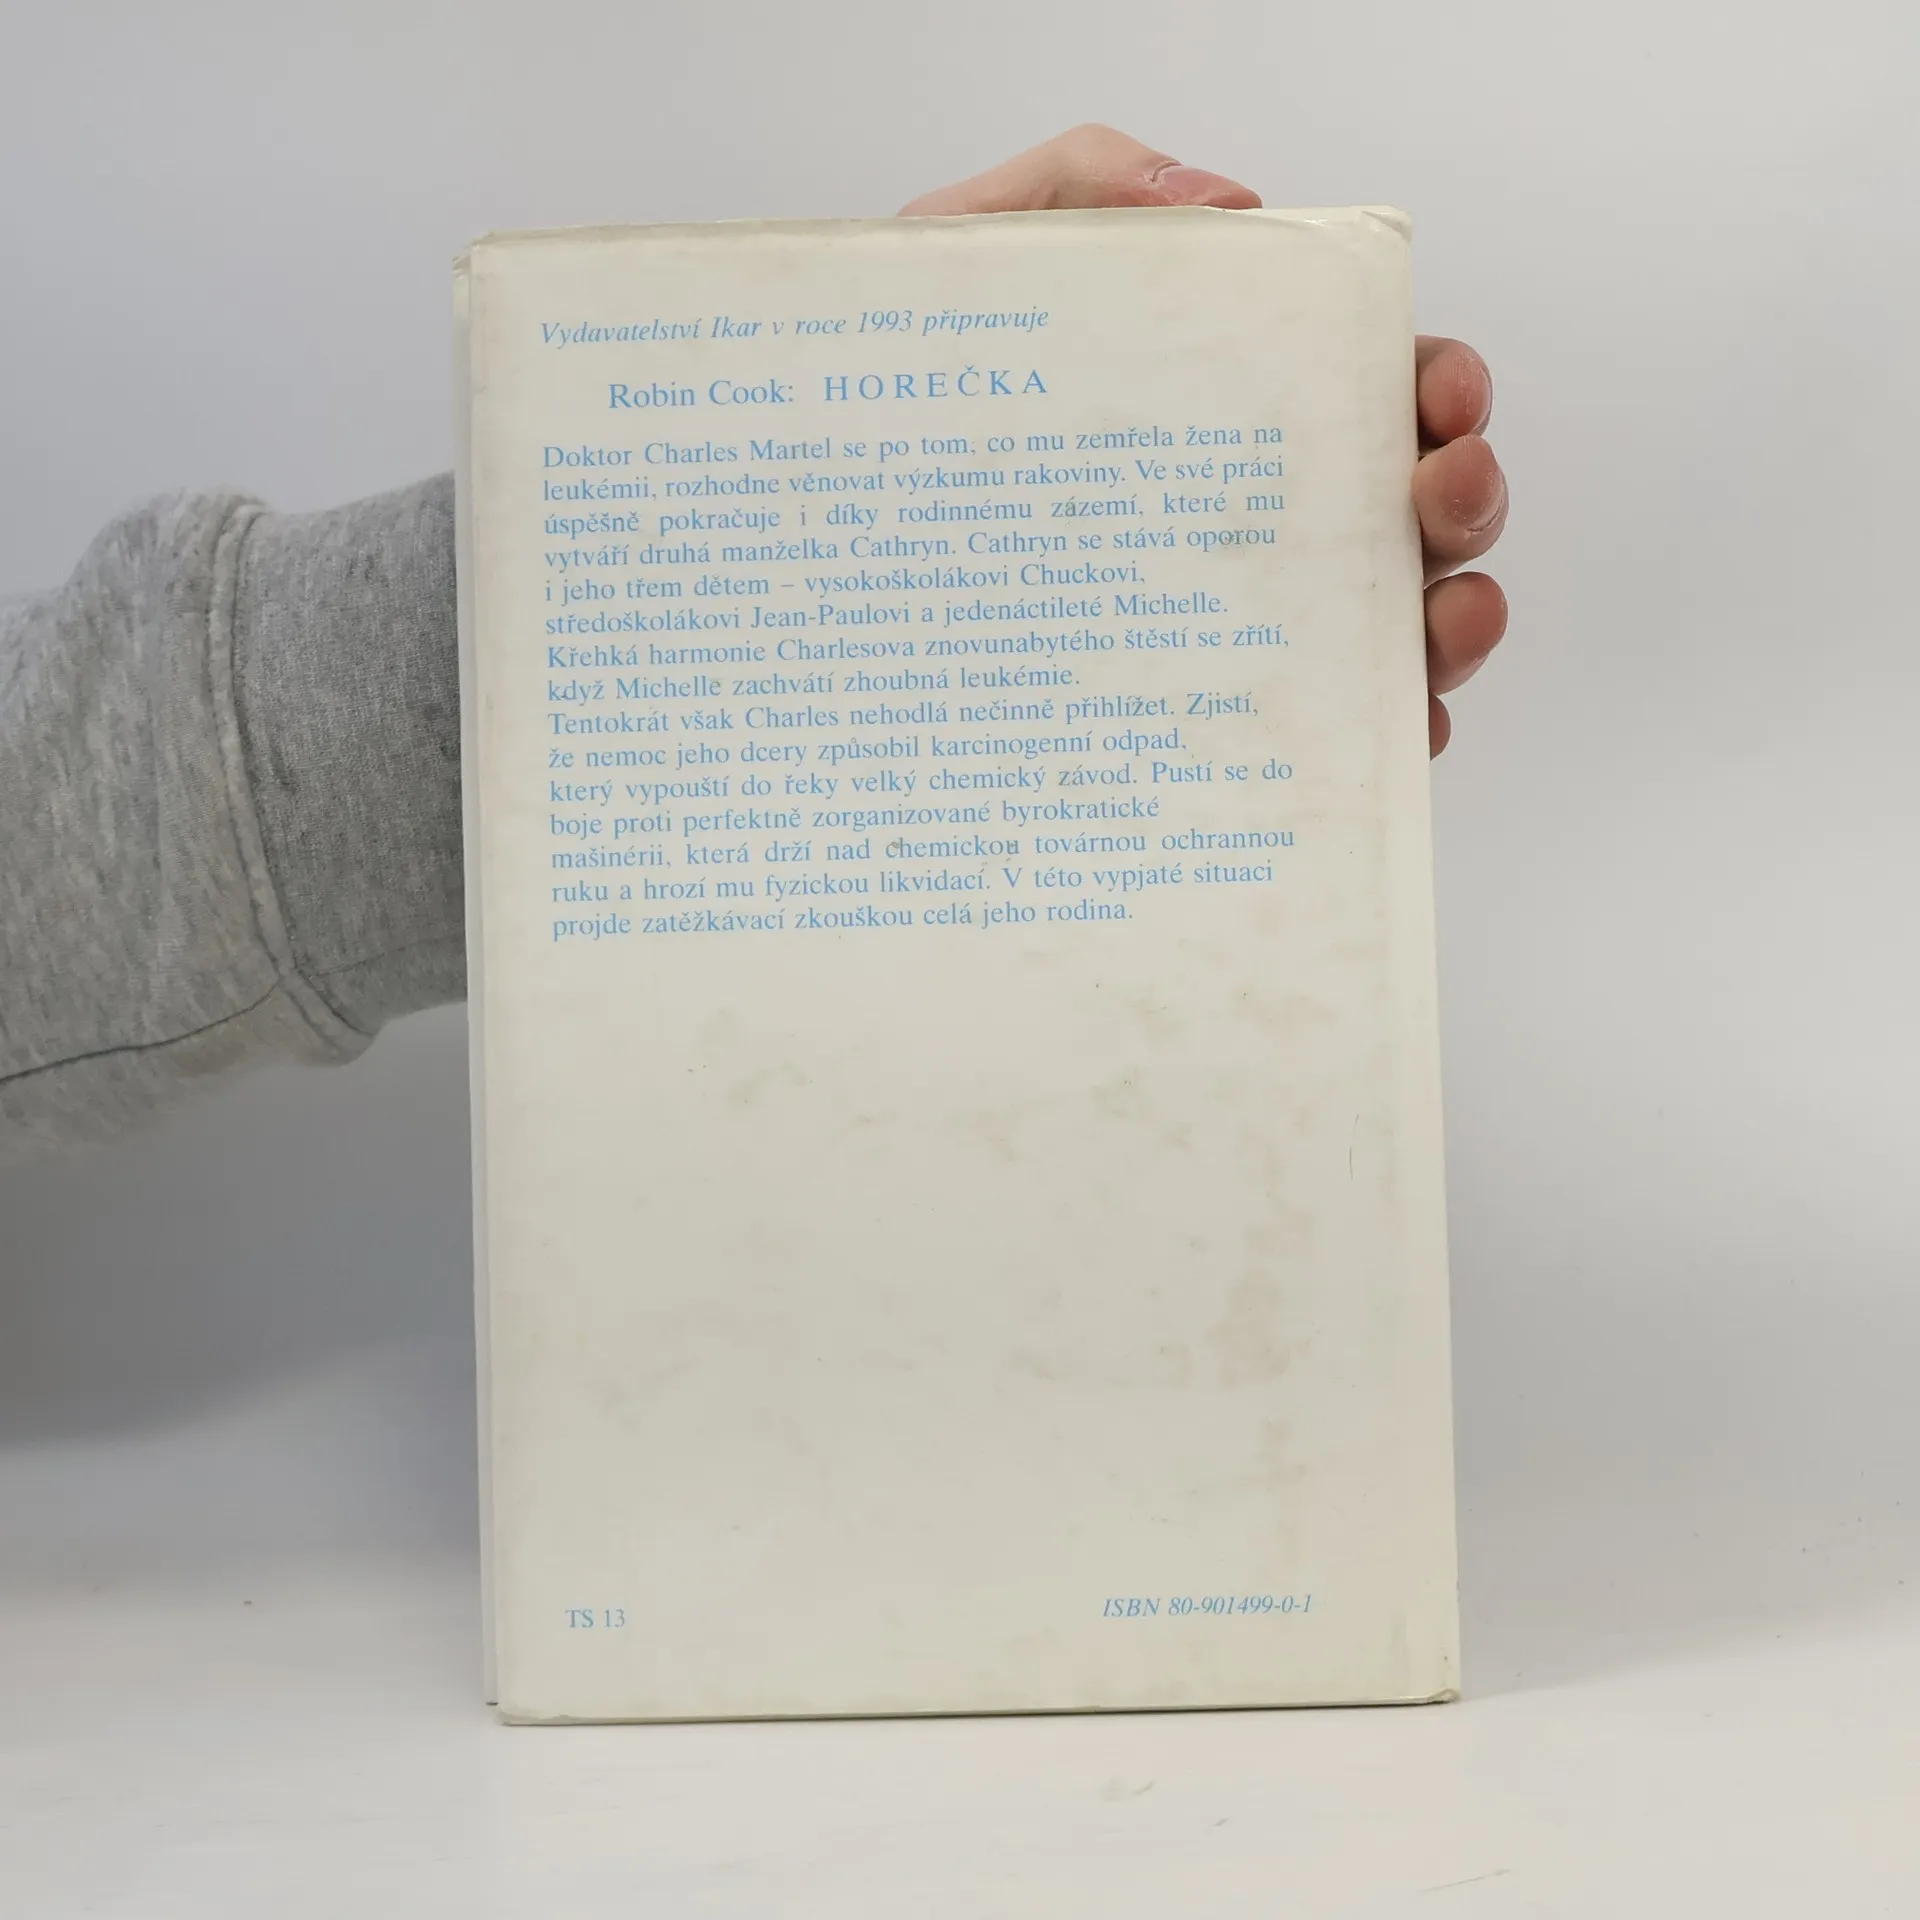 Vydavatelství Ikar v roce 1993 připravuje
Robin Cook: HOREČKA
Doktor Charles Martel se po tom, co mu zemřela žena na
leukémii, rozhodne věnovat výzkumu rakoviny. Ve své práci
úspěšně pokračuje i díky rodinnému zázemí, které mu
vytváří druhá manželka Cathryn. Cathryn se stává oporou
i jeho třem dětem – vysokoškolákovi Chuckovi,
středoškolákovi Jean-Paulovi a jedenáctileté Michelle.
Křehká harmonie Charlesova znovunabytého štěstí se zřítí,
když Michelle zachvátí zhoubná leukémie.
Tentokrát však Charles nehodlá nečinně přihlížet. Zjistí,
že nemoc jeho dcery způsobil karcinogenní odpad,
který vypouští do řeky velký chemický závod. Pustí se do
boje proti perfektně zorganizované byrokratické
mašinérii, která drží nad chemickou továrnou ochrannou
ruku a hrozí mu fyzickou likvidací. V této vypjaté situaci
projde zatěžkávací zkouškou celá jeho rodina.
TS 13
ISBN 80-901499-0-1